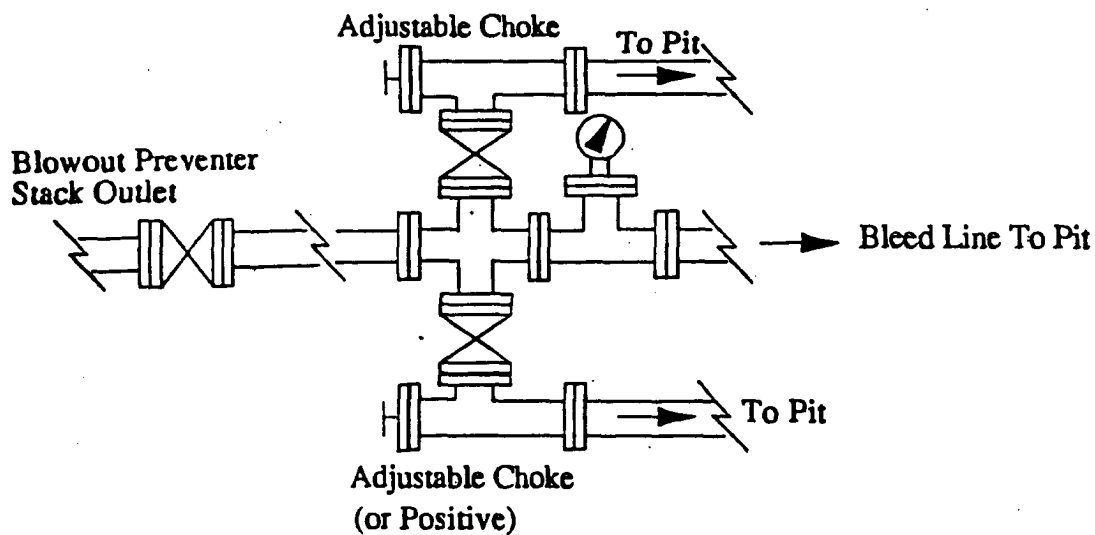 Adjustable Choke
To Pit
Blowout Preventer
Stack Outlet
Bleed Line To Pit
To Pit
Adjustable Choke
(or Positive)